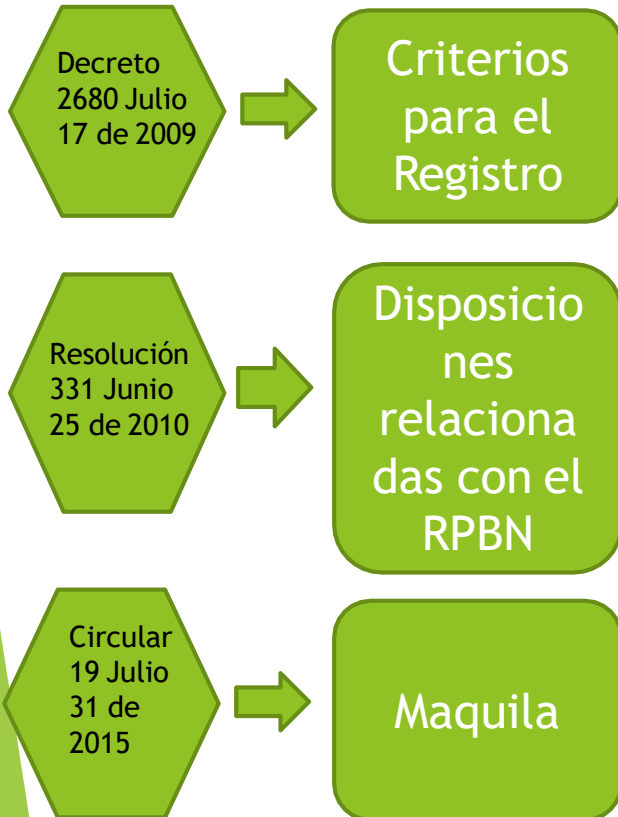 Decreto
2680 Julio
17 de 2009
Criterios
para el
Registro
Resolución
331 Junio
25 de 2010
Disposicio
nes
relaciona
das con el
RPBN
Circular
19 Julio
31 de
2015
Maquila